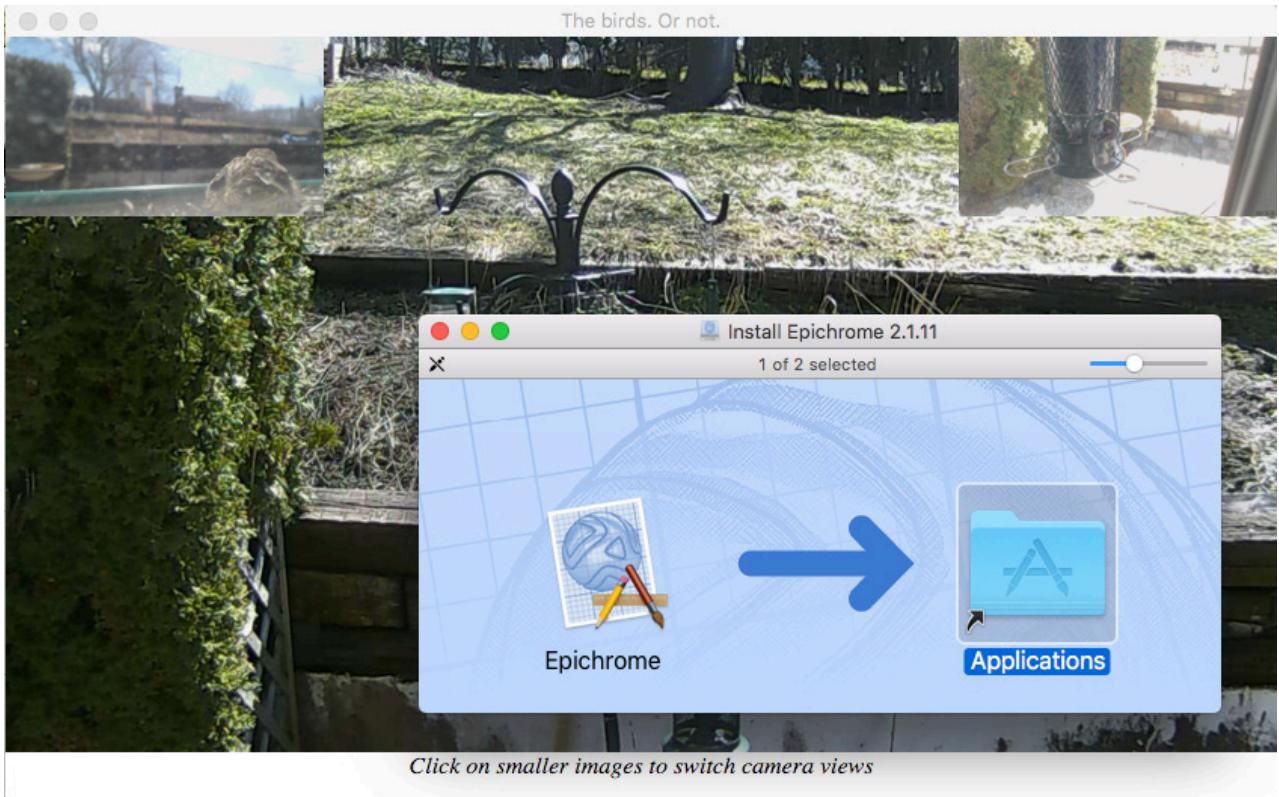 The birds. Or not.
Install Epichrome 2.1.11
1 of 2 selected
Epichrome
Applications
Click on smaller images to switch camera views